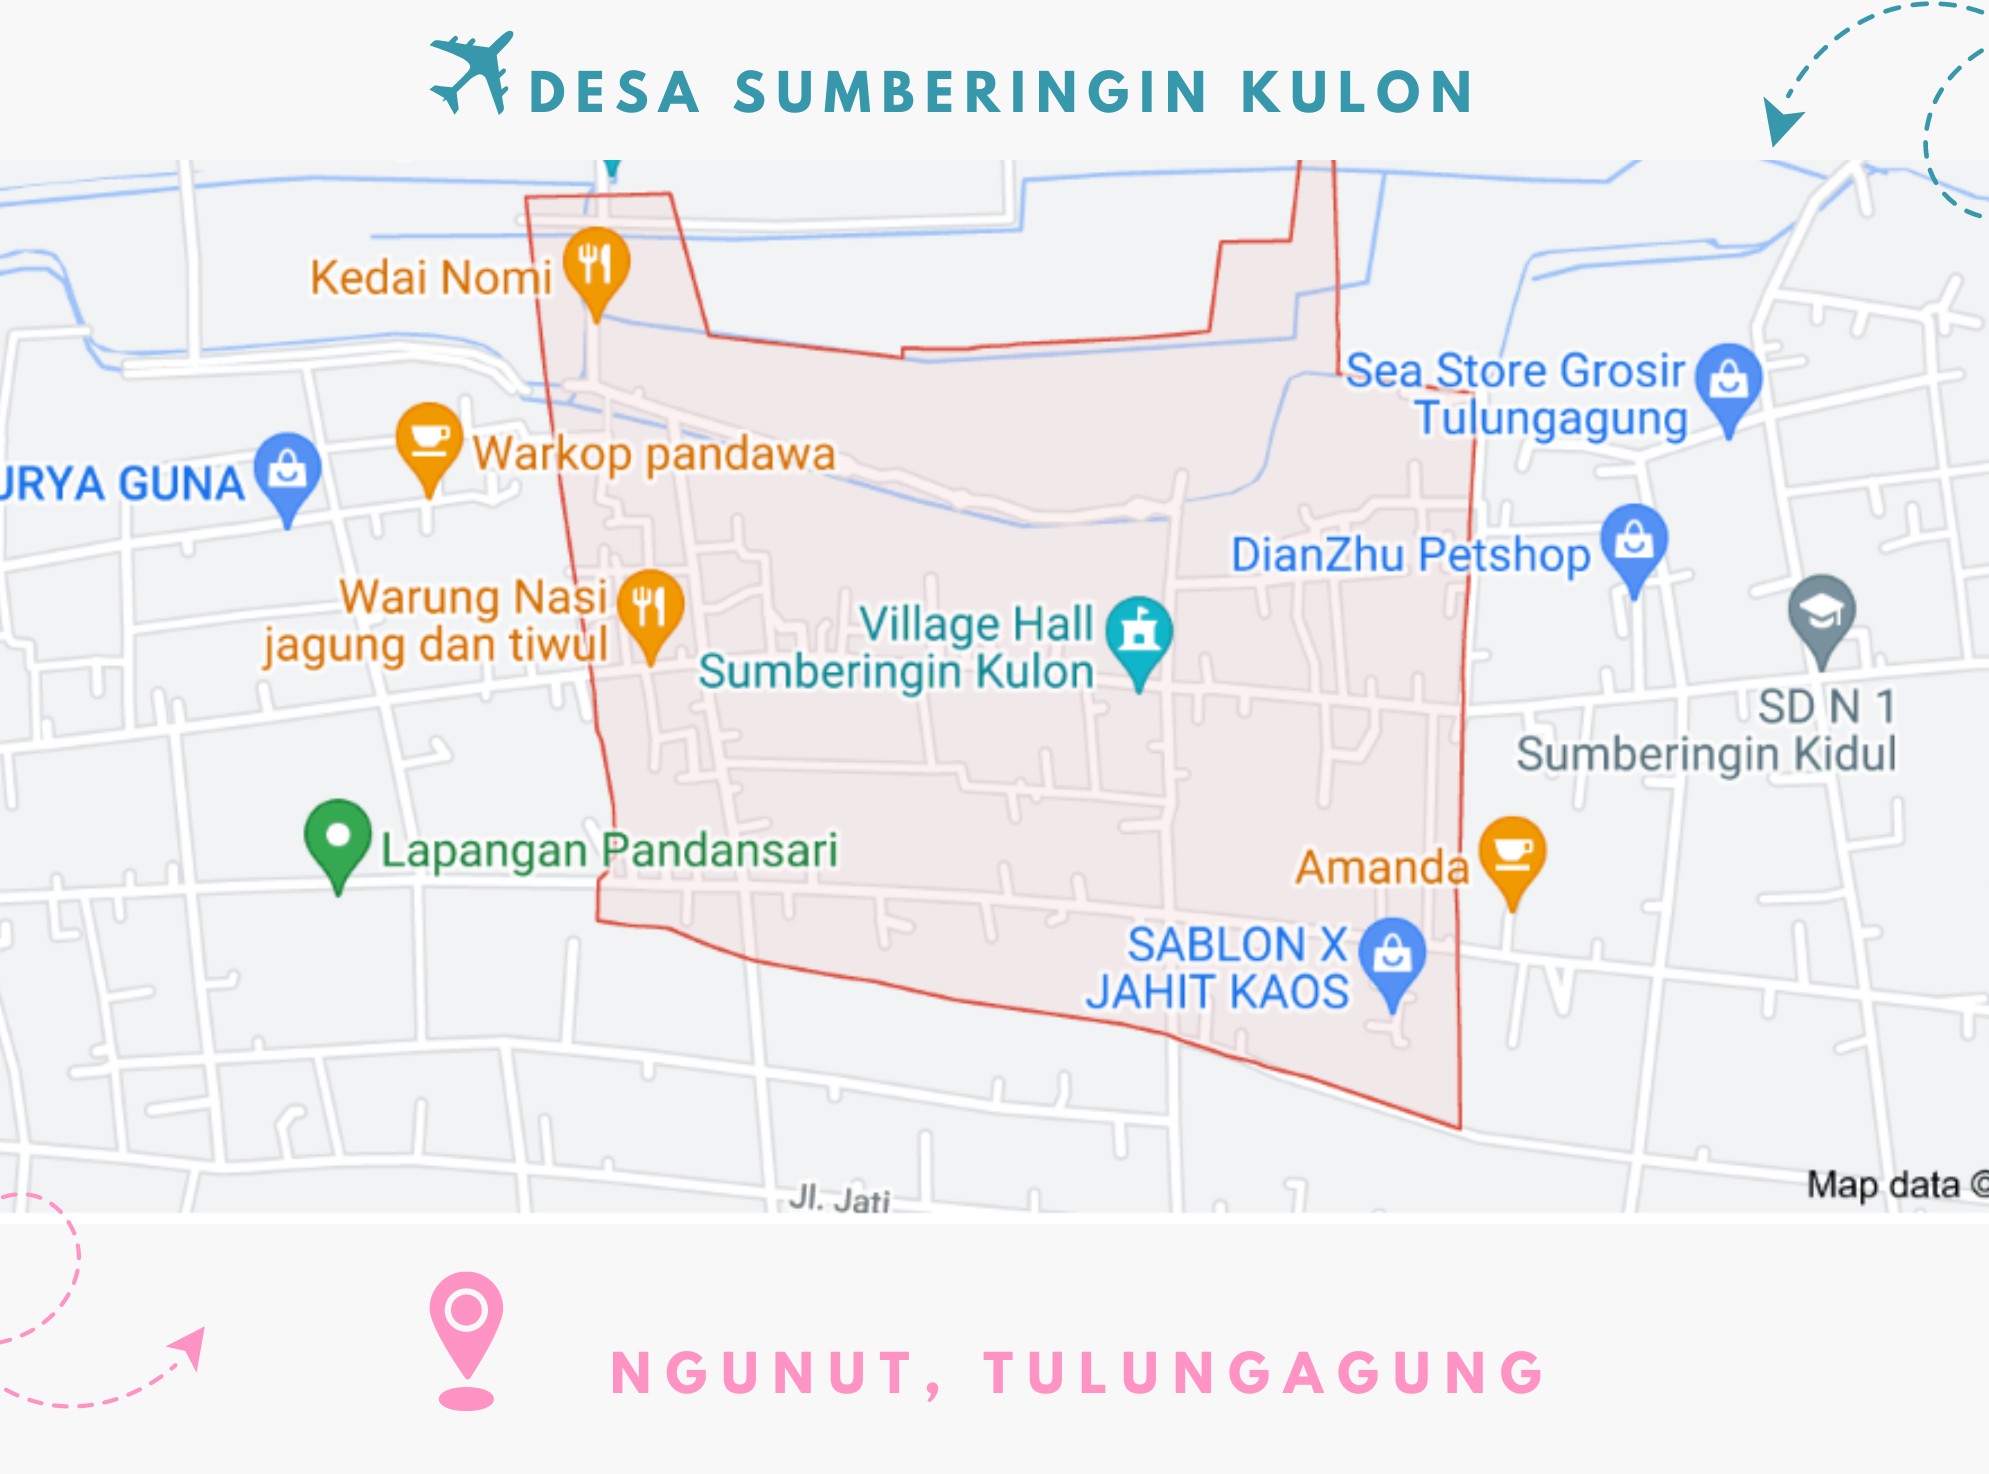 DESA SUMBERINGIN KULON
Kedai Nomi
Sea Store Grosir
Tulungagung
Warkop pandawa
URYA GUNA
DianZhu Petshop
Warung Nasi
jagung dan tiwul
Village Hall
Sumberingin Kulon
SD N 1
Sumberingin Kidul
Lapangan Pandansari
Amanda
SABLON X
JAHIT KAOS
Jl. Jati
Map data ©
NGUNUT, TULUNGAGUNG